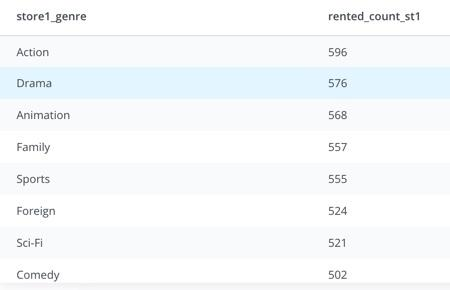 store1_genre rented_count_st1
Action 596
Drama 576
Animation 568
Family 557
Sports 555
Foreign 524
Sci-Fi 521
Comedy 502